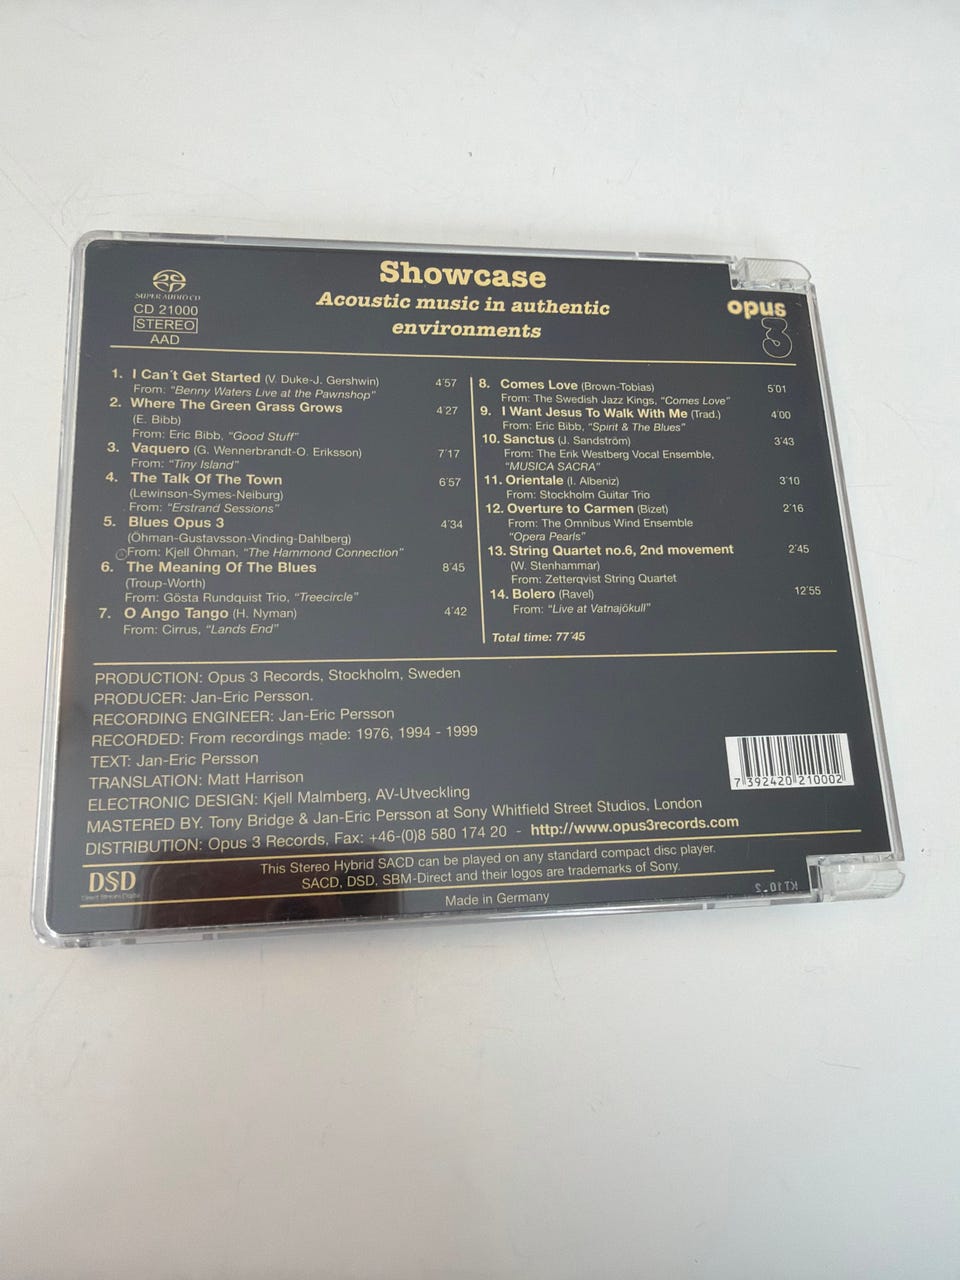 Showcase
Acoustic music in authentic
environments
SUPER AUDIO CD
CD 21000
STEREO
AAD
opus
3
1. I Can´t Get Started (V. Duke-J. Gershwin) 4´57
From: "Benny Waters Live at the Pawnshop"
2. Where The Green Grass Grows 4´27
(E. Bibb)
From: Eric Bibb, "Good Stuff"
3. Vaquero (G. Wennerbrandt-O. Eriksson) 7´17
From: "Tiny Island"
4. The Talk Of The Town 6´57
(Lewinson-Symes-Neiburg)
From: "Erstrand Sessions"
5. Blues Opus 3 4´34
(Öhman-Gustavsson-Vinding-Dahlberg)
From: Kjell Öhman, "The Hammond Connection"
6. The Meaning Of The Blues 8´45
(Troup-Worth)
From: Gösta Rundquist Trio, "Treecircle"
7. O Ango Tango (H. Nyman) 4´42
From: Cirrus, "Lands End"
8. Comes Love (Brown-Tobias) 5´01
From: The Swedish Jazz Kings, "Comes Love"
9. I Want Jesus To Walk With Me (Trad.) 4´00
From: Eric Bibb, "Spirit & The Blues"
10. Sanctus (J. Sandström) 3´43
From: The Erik Westberg Vocal Ensemble,
"MUSICA SACRA"
11. Orientale (I. Albeniz) 3´10
From: Stockholm Guitar Trio
12. Overture to Carmen (Bizet) 2´16
From: The Omnibus Wind Ensemble
"Opera Pearls"
13. String Quartet no.6, 2nd movement 2´45
(W. Stenhammar)
From: Zetterqvist String Quartet
14. Bolero (Ravel) 12´55
From: "Live at Vatnajökull"
Total time: 77´45
PRODUCTION: Opus 3 Records, Stockholm, Sweden
PRODUCER: Jan-Eric Persson.
RECORDING ENGINEER: Jan-Eric Persson
RECORDED: From recordings made: 1976, 1994 - 1999
TEXT: Jan-Eric Persson
TRANSLATION: Matt Harrison
ELECTRONIC DESIGN: Kjell Malmberg, AV-Utveckling
MASTERED BY. Tony Bridge & Jan-Eric Persson at Sony Whitfield Street Studios, London
DISTRIBUTION: Opus 3 Records, Fax: +46-(0)8 580 174 20 - http://www.opus3records.com
7 392420 210002
This Stereo Hybrid SACD can be played on any standard compact disc player.
SACD, DSD, SBM-Direct and their logos are trademarks of Sony.
DSD
Direct Stream Digital
Made in Germany